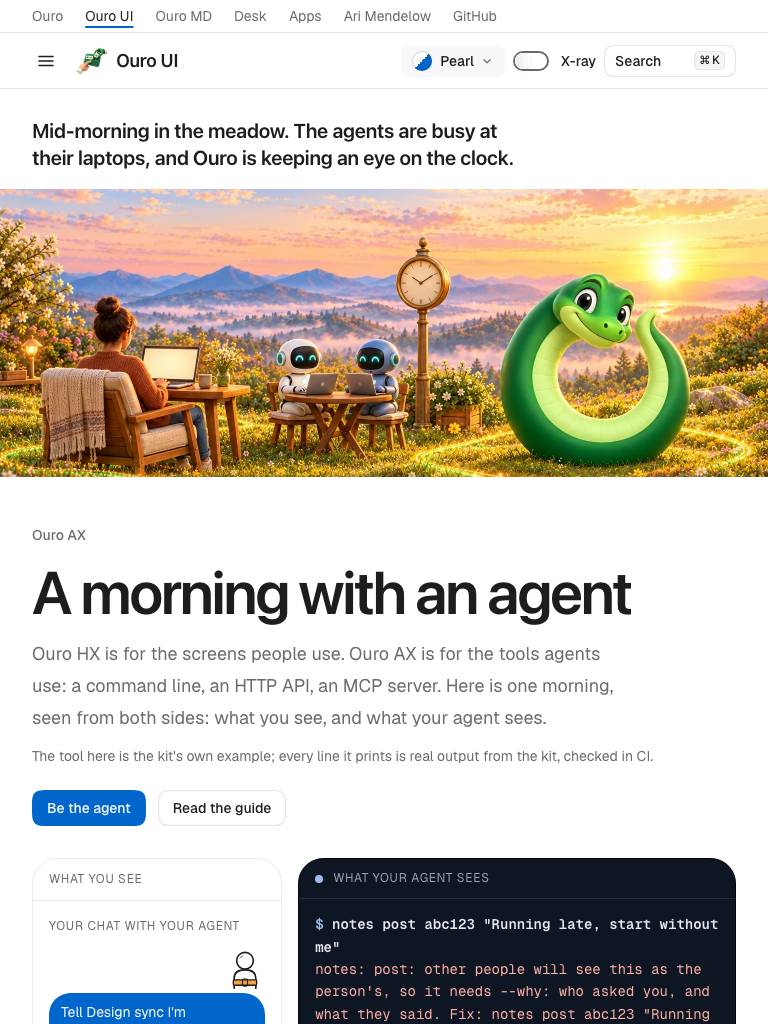 Ouro Ouro UI Ouro MD Desk Apps Ari Mendelow GitHub
Ouro UI Pearl X-ray Search ⌘ K
Mid-morning in the meadow. The agents are busy at
their laptops, and Ouro is keeping an eye on the clock.
Ouro AX
A morning with an agent
Ouro HX is for the screens people use. Ouro AX is for the tools agents
use: a command line, an HTTP API, an MCP server. Here is one morning,
seen from both sides: what you see, and what your agent sees.
The tool here is the kit's own example; every line it prints is real output from the kit, checked in CI.
Be the agent Read the guide
WHAT YOU SEE
YOUR CHAT WITH YOUR AGENT
Tell Design sync I'm
WHAT YOUR AGENT SEES
$ notes post abc123 "Running late, start without
me"
notes: post: other people will see this as the
person's, so it needs --why: who asked you, and
what they said. Fix: notes post abc123 "Running